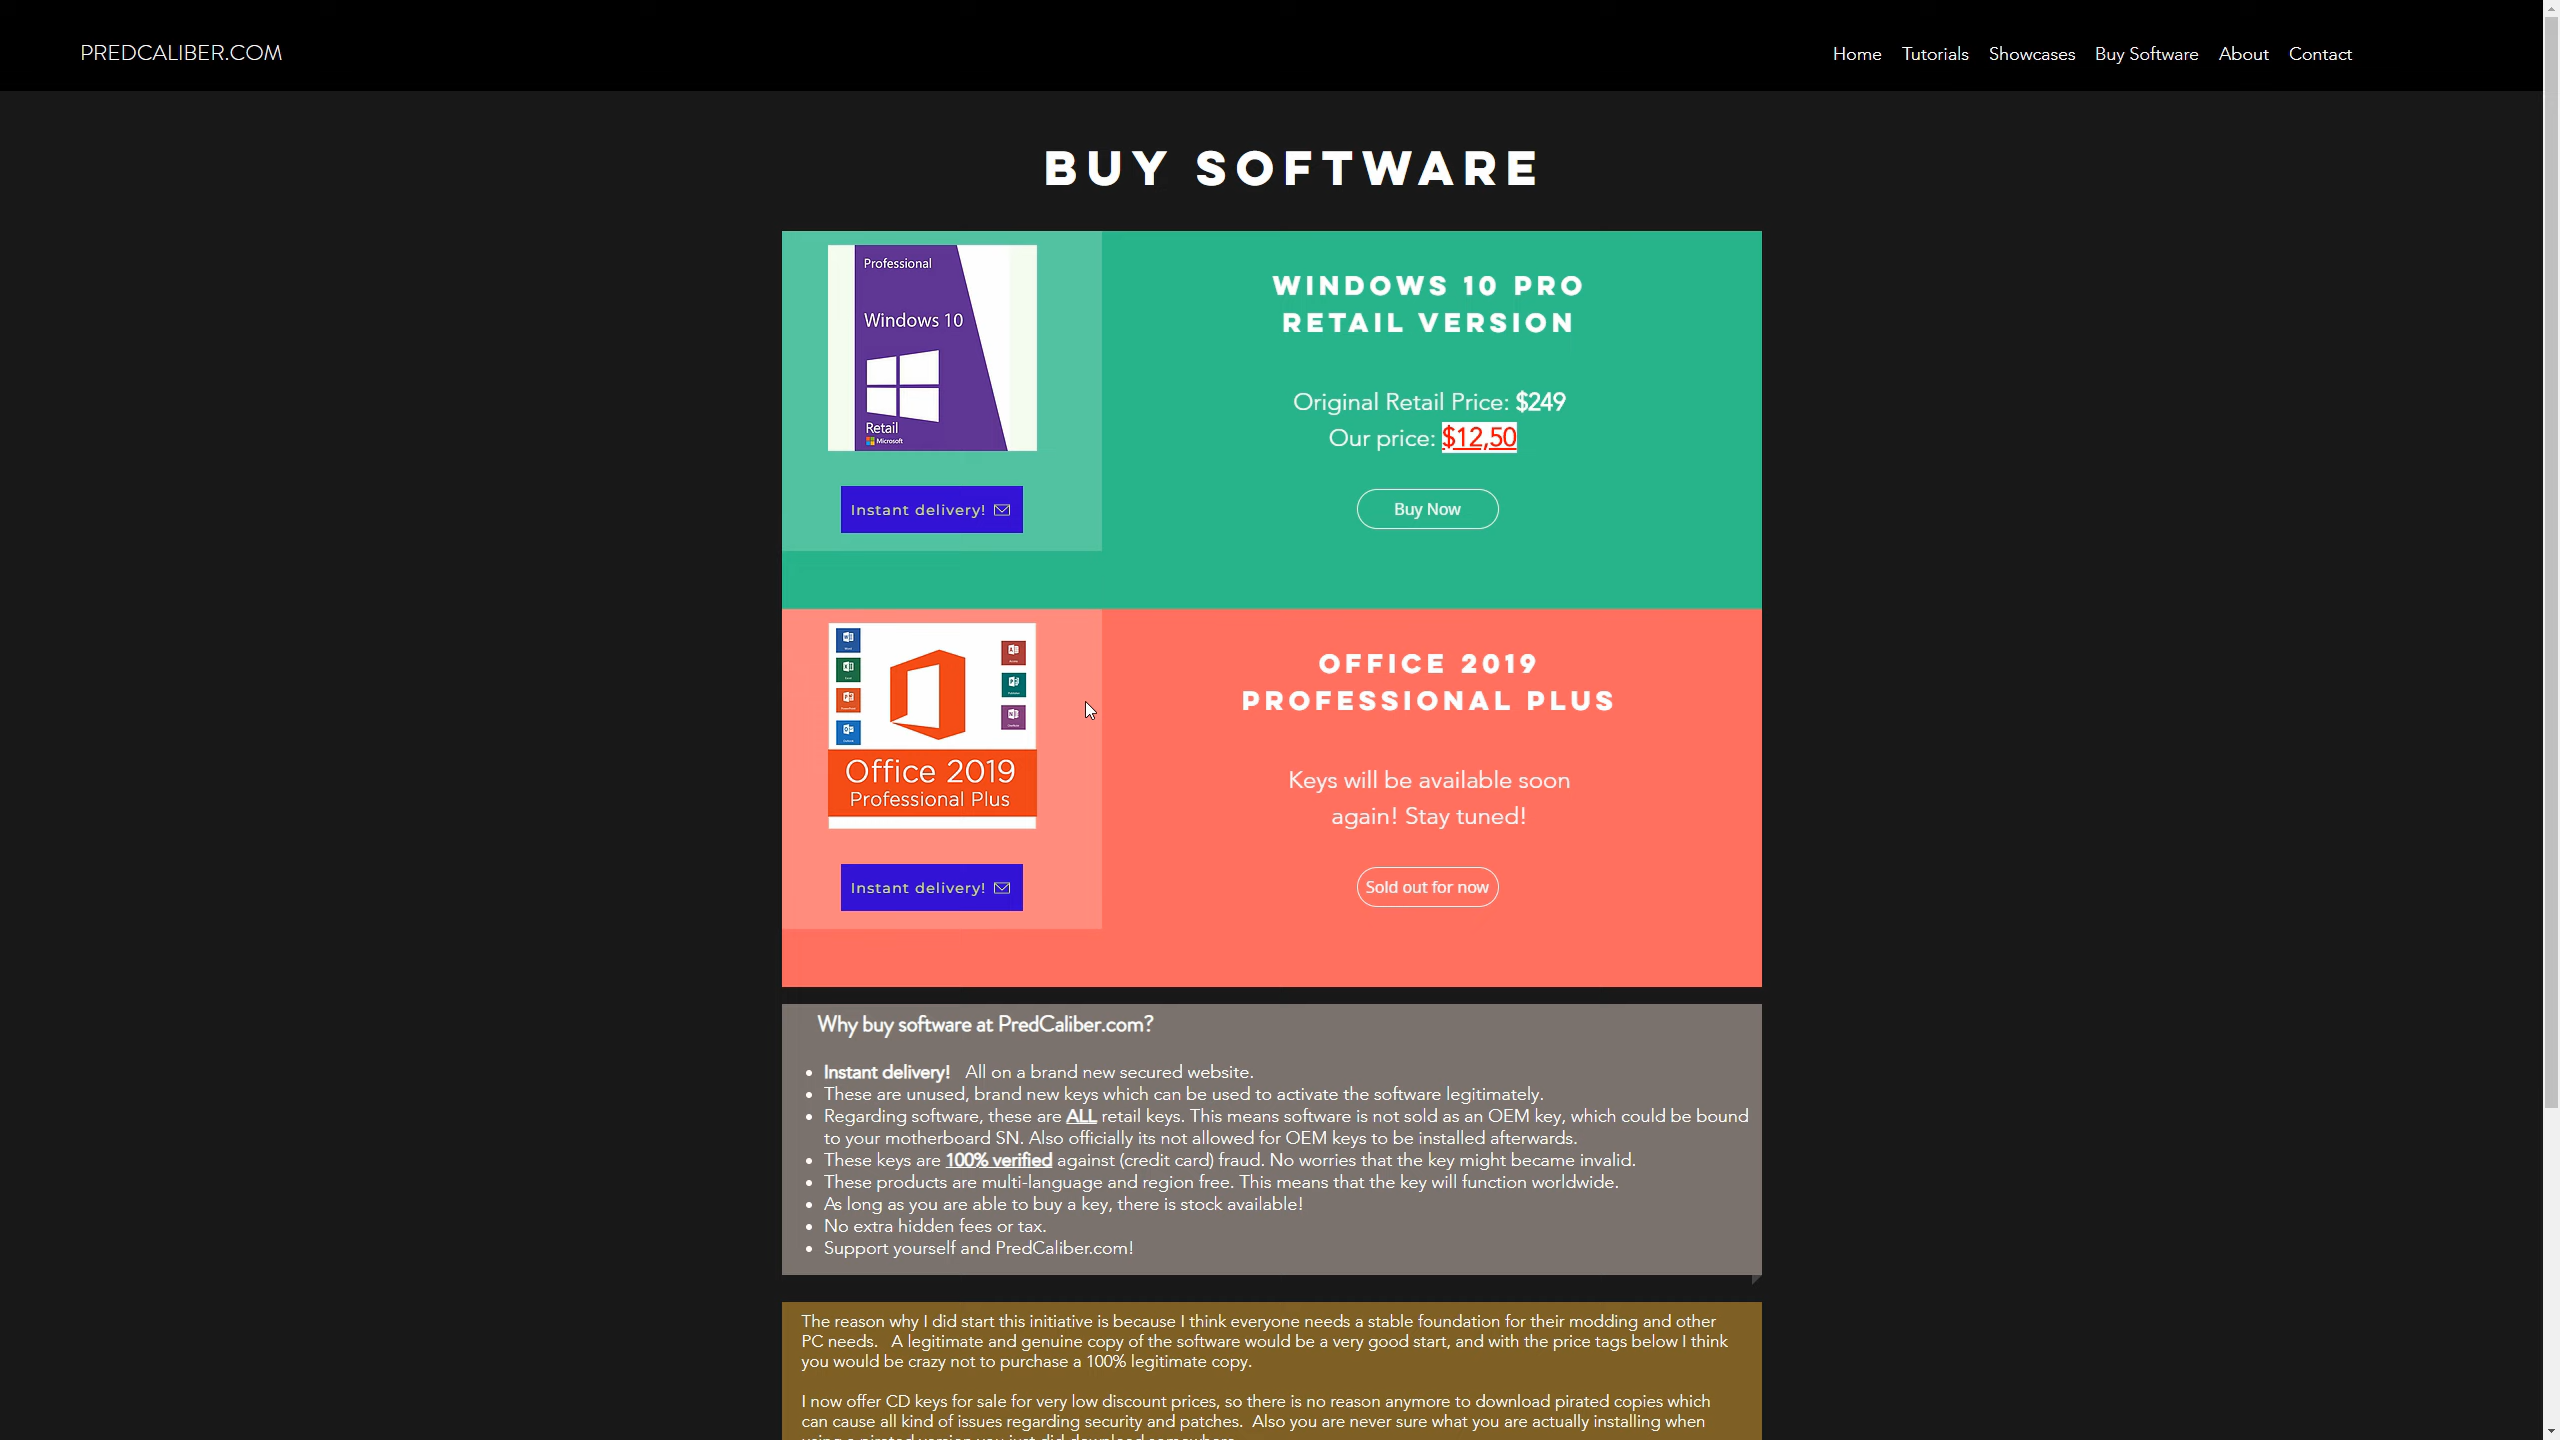 PREDCALIBER.COM
Home Tutorials Showcases Buy Software About Contact
BUY SOFTWARE
Professional
Windows 10
Retail
Microsoft
Instant delivery!
WINDOWS 10 PRO
RETAIL VERSION
Original Retail Price: $249
Our price: $12,50
Buy Now
Office 2019
Professional Plus
Instant delivery!
OFFICE 2019
PROFESSIONAL PLUS
Keys will be available soon
again! Stay tuned!
Sold out for now
Why buy software at PredCaliber.com?
Instant delivery! All on a brand new secured website.
These are unused, brand new keys which can be used to activate the software legitimately.
Regarding software, these are ALL retail keys. This means software is not sold as an OEM key, which could be bound
to your motherboard SN. Also officially its not allowed for OEM keys to be installed afterwards.
These keys are 100% verified against (credit card) fraud. No worries that the key might became invalid.
These products are multi-language and region free. This means that the key will function worldwide.
As long as you are able to buy a key, there is stock available!
No extra hidden fees or tax.
Support yourself and PredCaliber.com!
The reason why I did start this initiative is because I think everyone needs a stable foundation for their modding and other
PC needs. A legitimate and genuine copy of the software would be a very good start, and with the price tags below I think
you would be crazy not to purchase a 100% legitimate copy.
I now offer CD keys for sale for very low discount prices, so there is no reason anymore to download pirated copies which
can cause all kind of issues regarding security and patches. Also you are never sure what you are actually installing when